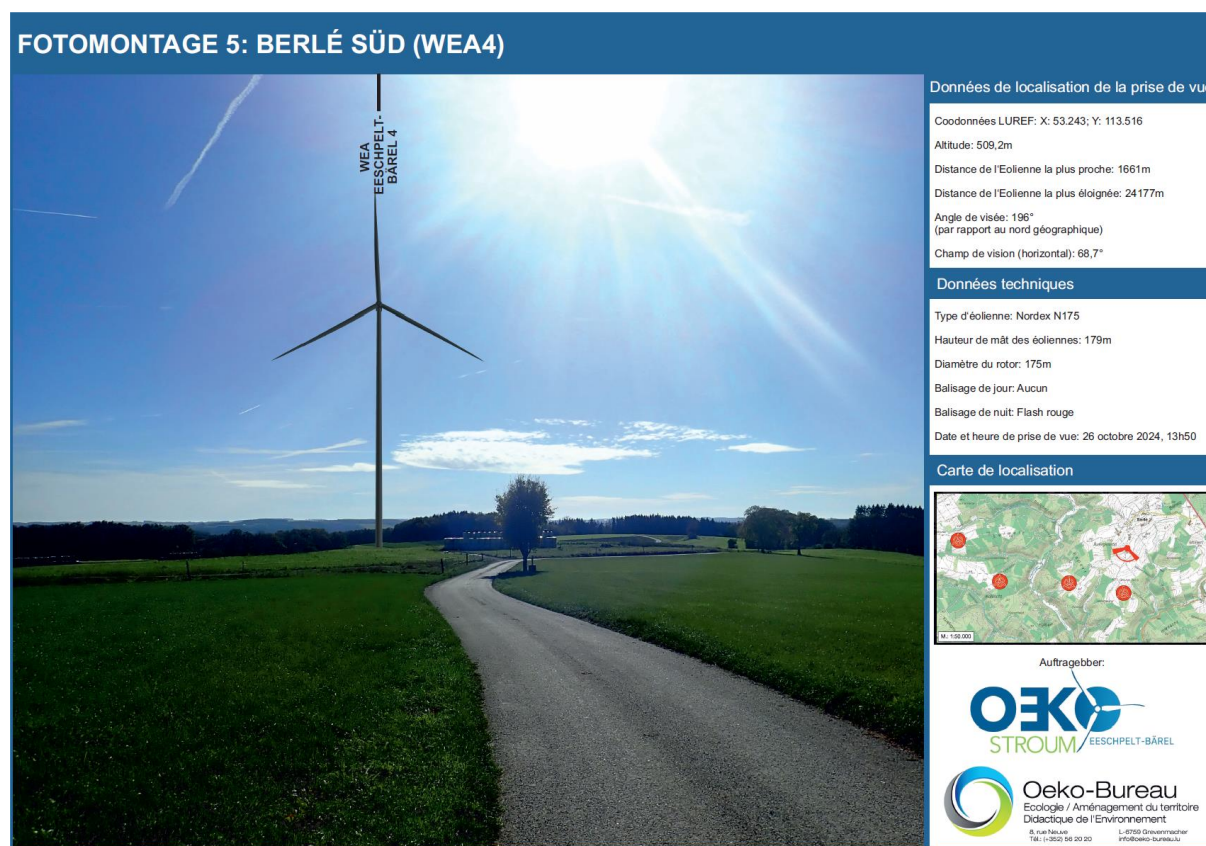 FOTOMONTAGE 5: BERLÉ SÜD (WEA4)
WEA
EESCHPELT-
BÄREL 4
Données de localisation de la prise de vue
Coodonnées LUREF: X: 53.243; Y: 113.516
Altitude: 509,2m
Distance de l'Eolienne la plus proche: 1661m
Distance de l'Eolienne la plus éloignée: 24177m
Angle de visée: 196°
(par rapport au nord géographique)
Champ de vision (horizontal): 68,7°
Données techniques
Type d'éolienne: Nordex N175
Hauteur de mât des éoliennes: 179m
Diamètre du rotor: 175m
Balisage de jour: Aucun
Balisage de nuit: Flash rouge
Date et heure de prise de vue: 26 octobre 2024, 13h50
Carte de localisation
M.: 1:50.000
Auftragebber:
OEKO
STROUM EESCHPELT-BÄREL
Oeko-Bureau
Ecologie / Aménagement du territoire
Didactique de l'Environnement
8, rue Neuve L-6759 Grevenmacher
Tél.: (+352) 56 20 20 info@oeko-bureau.lu